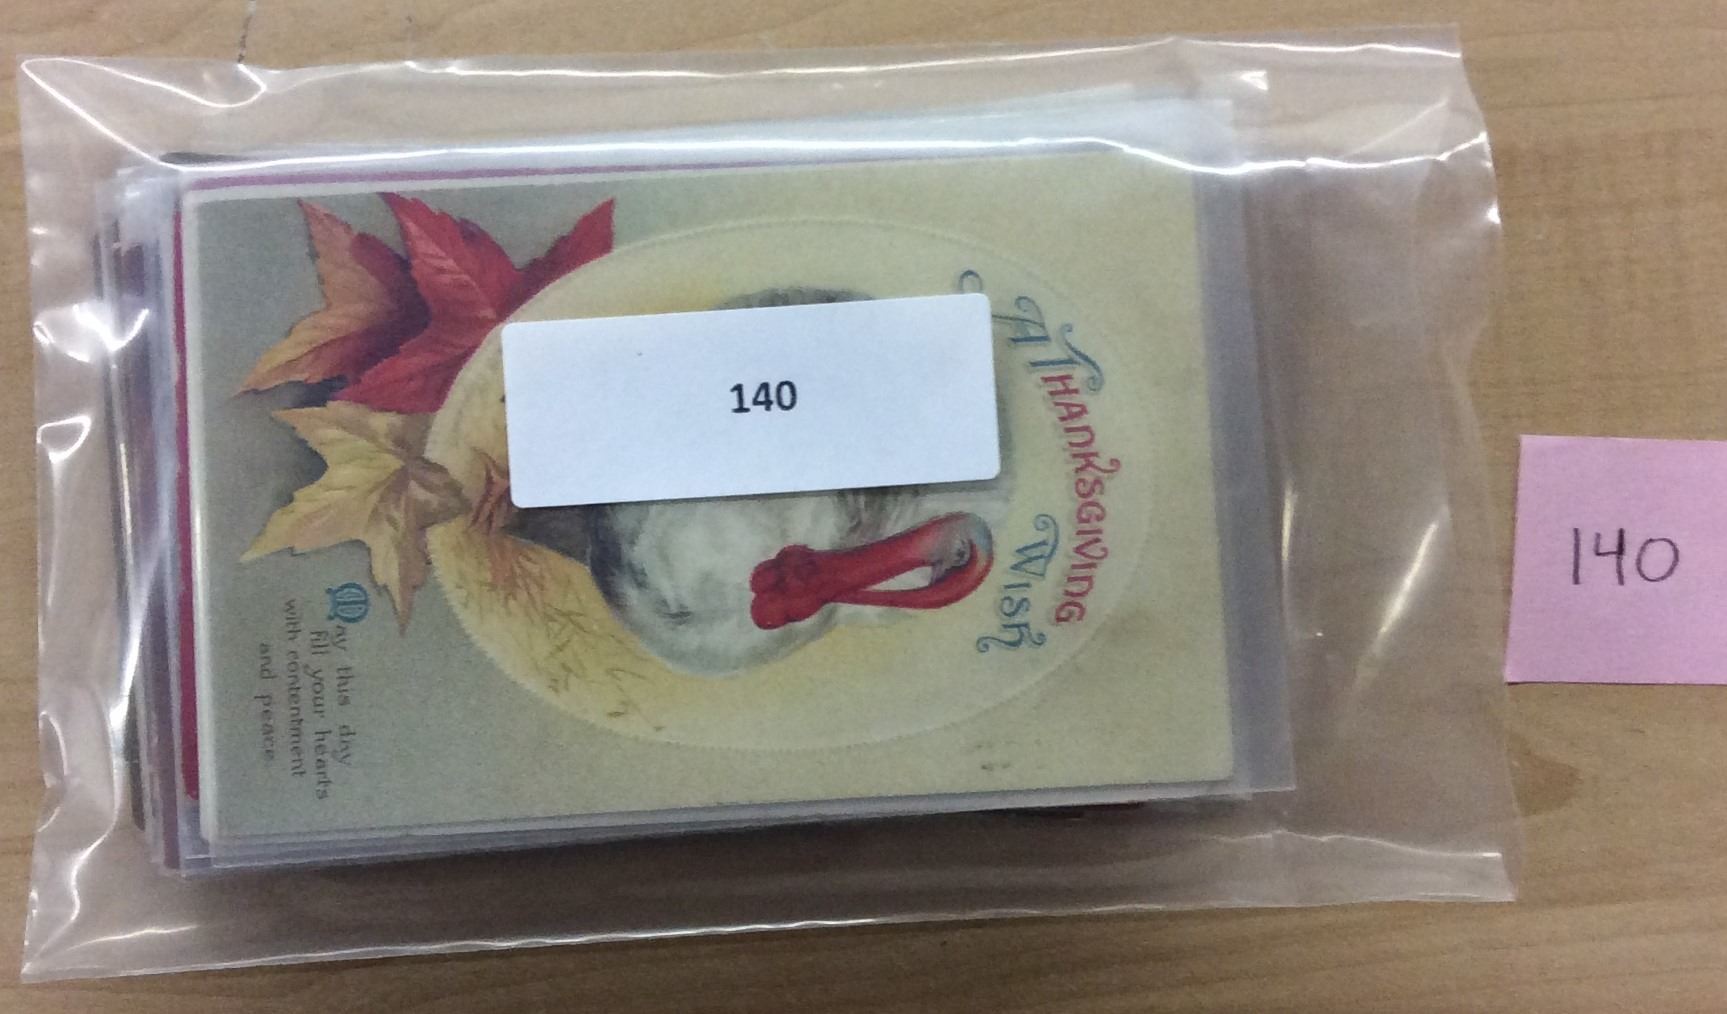 A THANKSGIVING
WISH
140
May this day
fill your hearts
with contentment
and peace
140